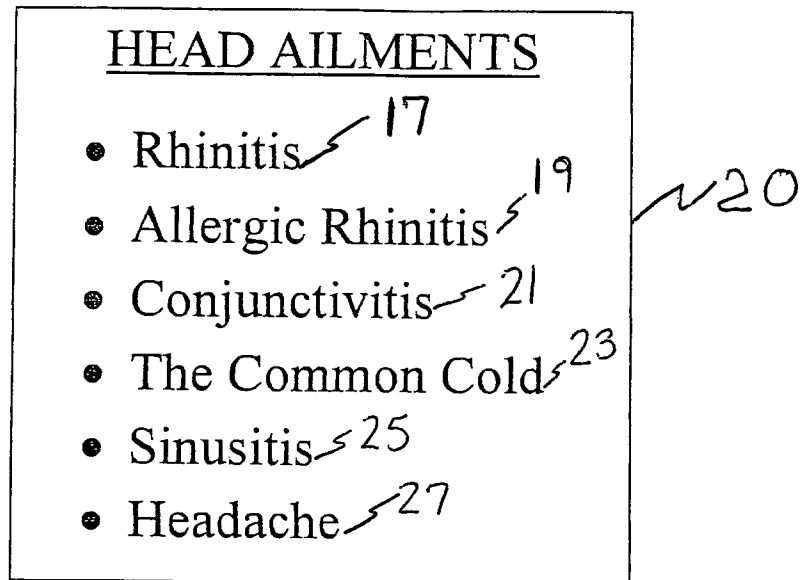 HEAD AILMENTS
• Rhinitis 17
• Allergic Rhinitis 19
20
• Conjunctivitis 21
• The Common Cold 23
• Sinusitis 25
• Headache 27